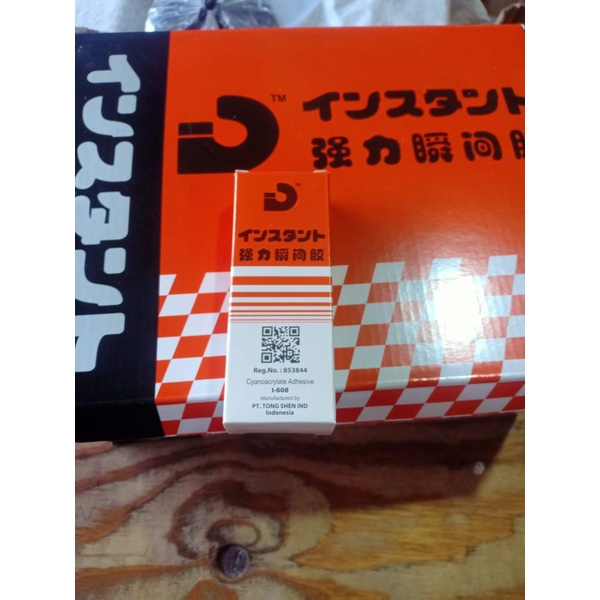 インスタント
TM
インスタント
强力瞬间胶
TM
インスタント
强力瞬间胶
Reg.No. : 853844
Cyanoacrylate Adhesive
I-608
Manufactured by
PT. TONG SHEN IND
Indonesia